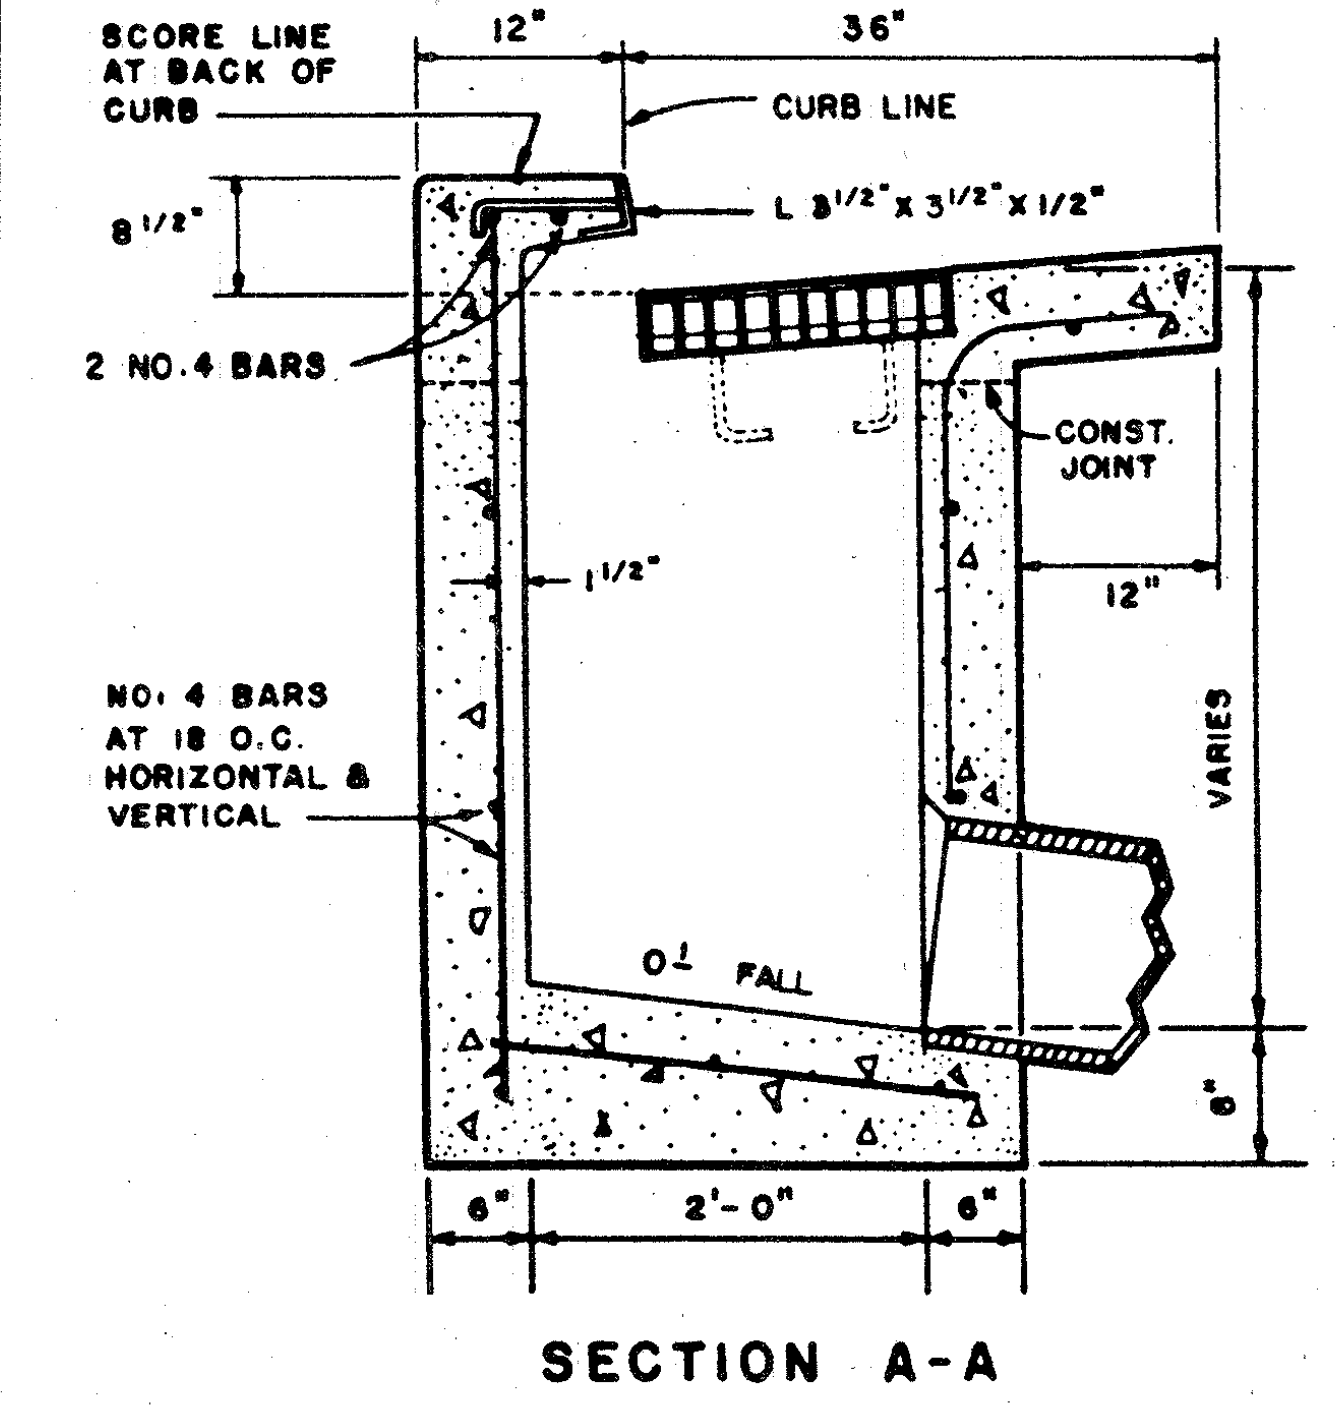 SCORE LINE
AT BACK OF
CURB
12"
36"
CURB LINE
L 3 1/2" X 3 1/2" X 1/2"
8 1/2"
2 NO. 4 BARS
CONST.
JOINT
1 1/2"
12"
NO. 4 BARS
AT 18 O.C.
HORIZONTAL &
VERTICAL
VARIES
FALL
8"
6"
2'-0"
6"
SECTION A-A